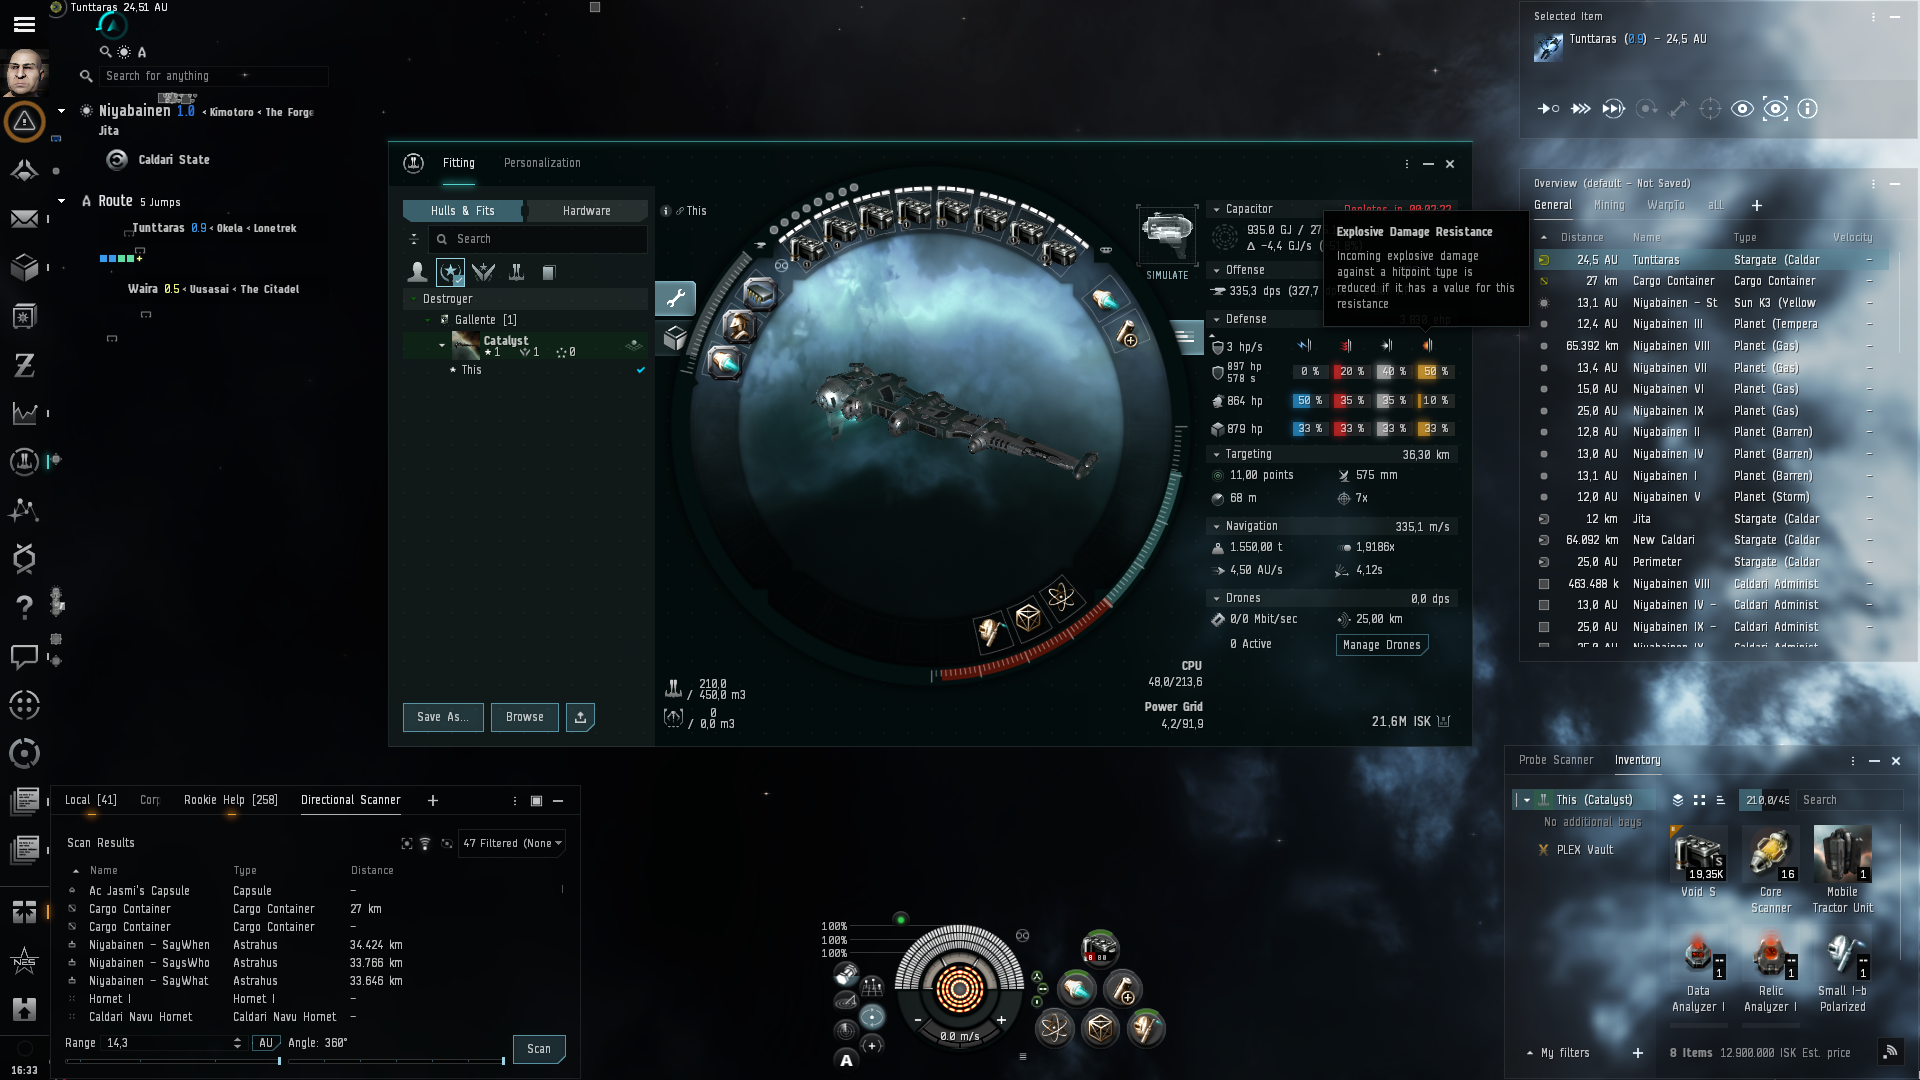 Tunttaras 24,51 AU
Search for anything
Niyabainen 1.0 < Kimotoro < The Forge
Jita
Caldari State
Route 5 Jumps
Tunttaras 0.9 < Okela < Lonetrek
Waira 0.5 < Uusasai < The Citadel
16:33
Fitting
Personalization
Hulls & Fits
Hardware
Search
Destroyer
Gallente [1]
Catalyst
1 1 0
This
Save As...
Browse
This
SIMULATE
210,0
/ 450,0 m3
0
/ 0,0 m3
CPU
48,0/213,6
Power Grid
4,2/91,9
Capacitor
935.0 GJ / 27
Δ -4,4 GJ/s
Offense
335,3 dps (327,7
Defense
Explosive Damage Resistance
Incoming explosive damage
against a hitpoint type is
reduced if it has a value for this
resistance
3 hp/s
897 hp
578 s
0 % 20 % 40 % 50 %
864 hp 50 % 35 % 35 % 10 %
879 hp 33 % 33 % 33 % 33 %
Targeting 36,30 km
11,00 points 575 mm
68 m 7x
Navigation 335,1 m/s
1.550,00 t 1,9186x
4,50 AU/s 4,12s
Drones 0,0 dps
0/0 Mbit/sec 25,00 km
0 Active Manage Drones
21,6M ISK
Selected Item
Tunttaras (0.9) - 24,5 AU
Overview (default - Not Saved)
General Mining WarpTo all
Distance Name Type Velocity
24,5 AU Tunttaras Stargate (Caldar –
27 km Cargo Container Cargo Container –
13,1 AU Niyabainen - St Sun K3 (Yellow –
12,4 AU Niyabainen III Planet (Tempera –
65.392 km Niyabainen VIII Planet (Gas) –
13,4 AU Niyabainen VII Planet (Gas) –
15,0 AU Niyabainen VI Planet (Gas) –
25,0 AU Niyabainen IX Planet (Gas) –
12,8 AU Niyabainen II Planet (Barren) –
13,0 AU Niyabainen IV Planet (Barren) –
13,1 AU Niyabainen I Planet (Barren) –
12,0 AU Niyabainen V Planet (Storm) –
12 km Jita Stargate (Caldar –
64.092 km New Caldari Stargate (Caldar –
25,0 AU Perimeter Stargate (Caldar –
463.488 k Niyabainen VIII Caldari Administ –
13,0 AU Niyabainen IV - Caldari Administ –
25,0 AU Niyabainen IX - Caldari Administ –
Local [41]
Corp
Rookie Help [258]
Directional Scanner
Scan Results
47 Filtered (None
Name Type Distance
Ac Jasmi's Capsule Capsule –
Cargo Container Cargo Container 27 km
Cargo Container Cargo Container –
Niyabainen - SayWhen Astrahus 34.424 km
Niyabainen - SaysWho Astrahus 33.766 km
Niyabainen - SayWhat Astrahus 33.646 km
Hornet I Hornet I –
Caldari Navy Hornet Caldari Navy Hornet –
Range 14,3 AU Angle: 360° Scan
100%
100%
100%
0.0 m/s
Probe Scanner
Inventory
This (Catalyst)
No additional bays
PLEX Vault
210,0/45
Search
S
19,35K
Void S
16
Core
Scanner
1
Mobile
Tractor Unit
1
Data
Analyzer I
1
Relic
Analyzer I
1
Small I-b
Polarized
My filters
8 Items 12.900.000 ISK Est. price